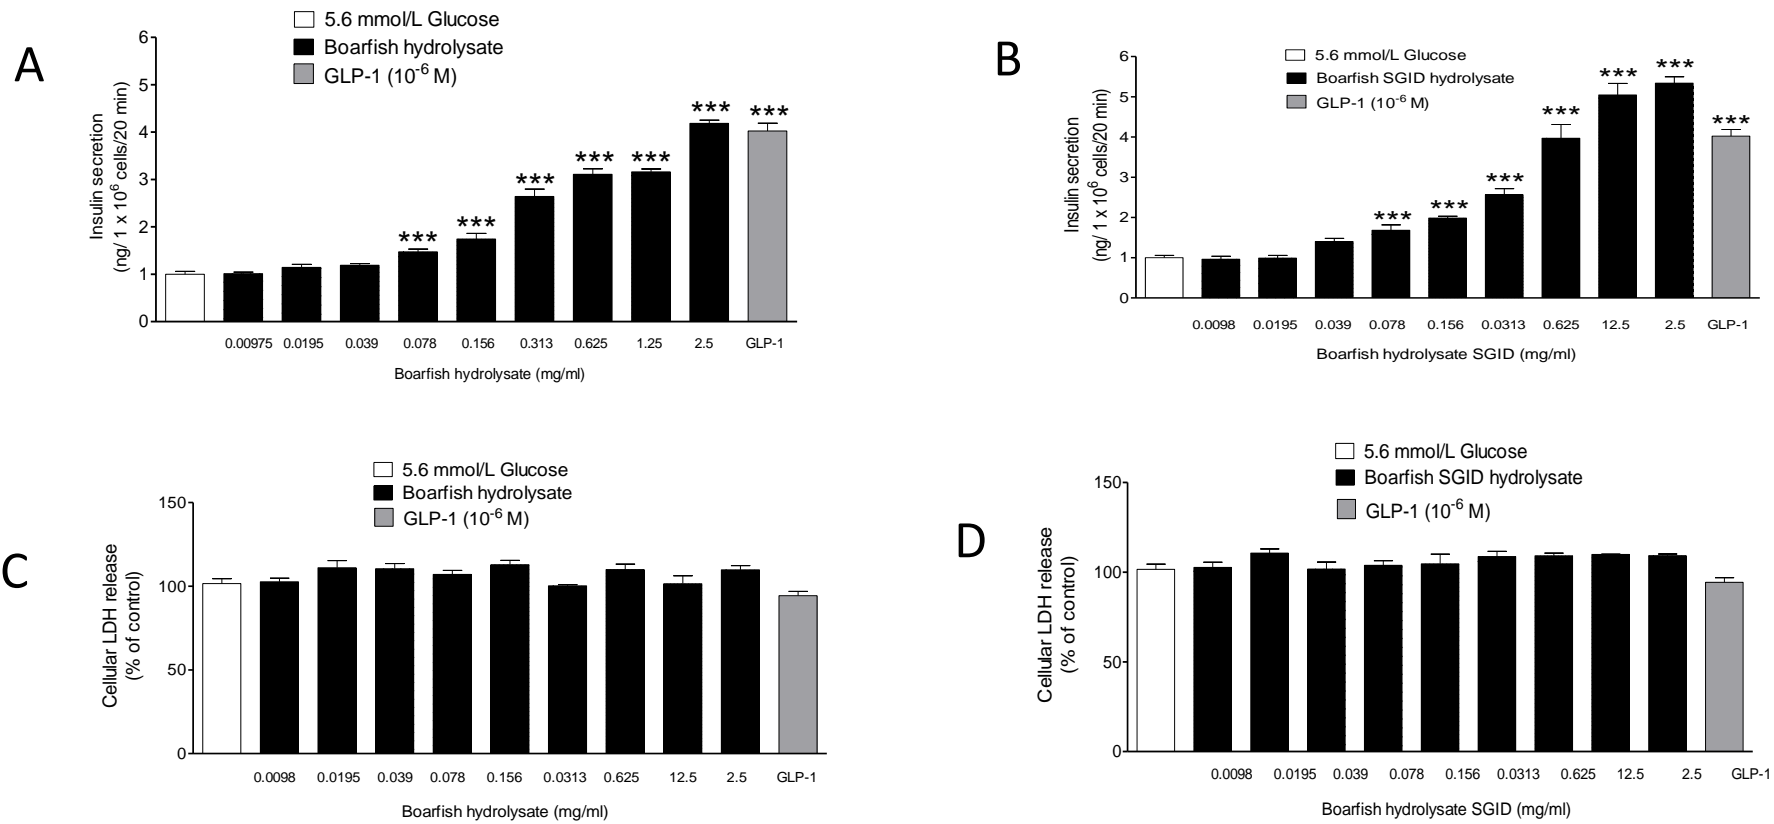 A
5.6 mmol/L Glucose
Boarfish hydrolysate
GLP-1 (10-6 M)
Insulin secretion
(ng/ 1 x 106 cells/20 min)
6
5
4
3
2
1
0
*** *** *** *** *** *** ***
0.00975 0.0195 0.039 0.078 0.156 0.313 0.625 1.25 2.5 GLP-1
Boarfish hydrolysate (mg/ml)
B
5.6 mmol/L Glucose
Boarfish SGID hydrolysate
GLP-1 (10-6 M)
Insulin secretion
(ng/ 1 x 106 cells/20 min)
6
5
4
3
2
1
0
*** *** *** *** *** *** ***
0.0098 0.0195 0.039 0.078 0.156 0.0313 0.625 12.5 2.5 GLP-1
Boarfish hydrolysate SGID (mg/ml)
C
5.6 mmol/L Glucose
Boarfish hydrolysate
GLP-1 (10-6 M)
Cellular LDH release
(% of control)
150
100
50
0
0.0098 0.0195 0.039 0.078 0.156 0.0313 0.625 12.5 2.5 GLP-1
Boarfish hydrolysate (mg/ml)
D
5.6 mmol/L Glucose
Boarfish SGID hydrolysate
GLP-1 (10-6 M)
Cellular LDH release
(% of control)
150
100
50
0
0.0098 0.0195 0.039 0.078 0.156 0.0313 0.625 12.5 2.5 GLP-1
Boarfish hydrolysate SGID (mg/ml)